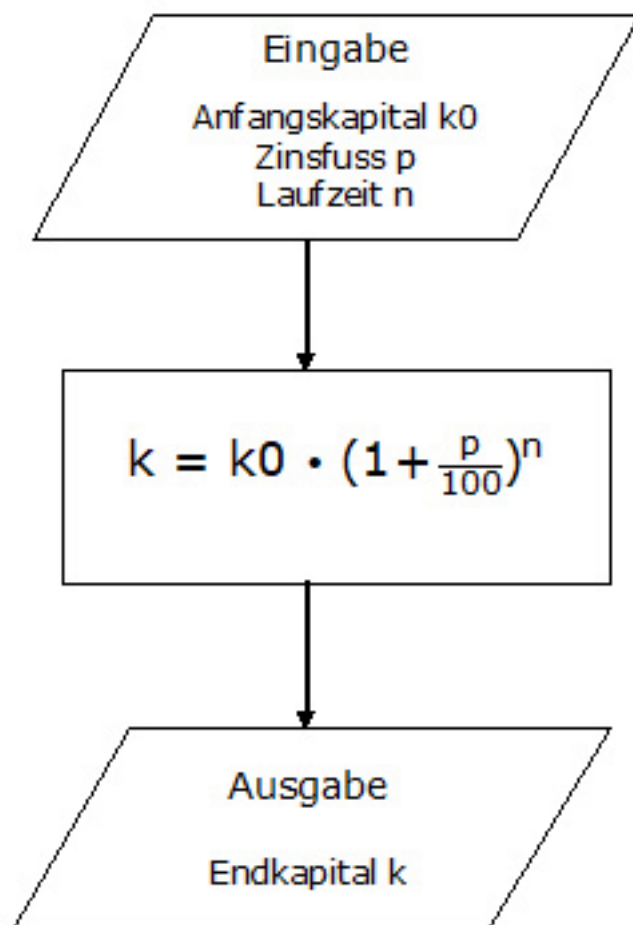 Eingabe
Anfangskapital k0
Zinsfuss p
Laufzeit n
k = k0 · (1+p/100)^n
Ausgabe
Endkapital k